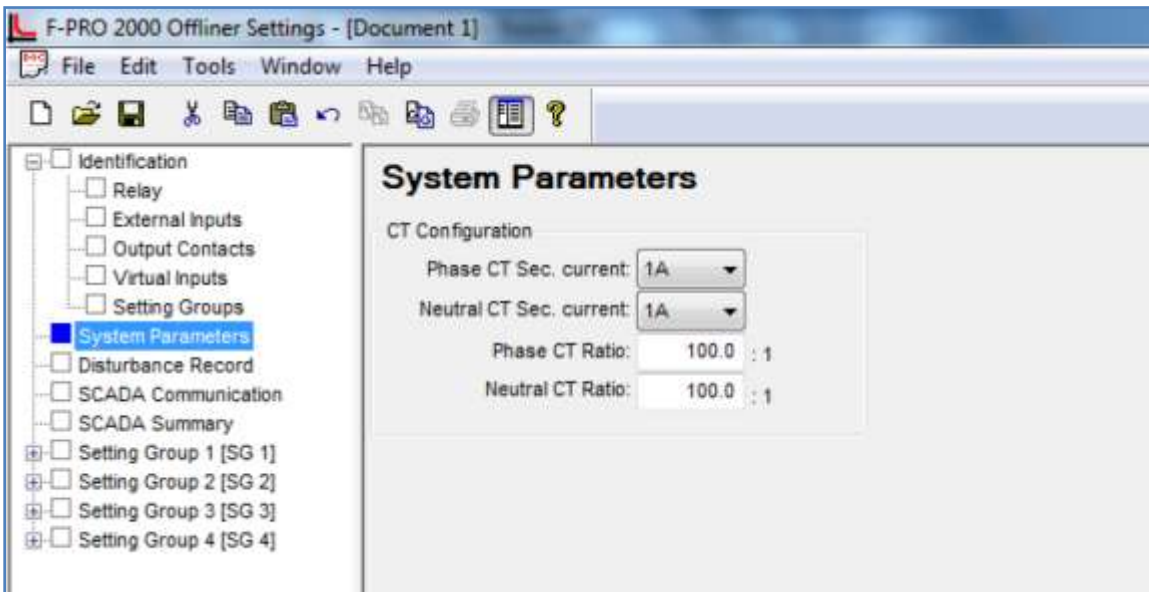 F-PRO 2000 Offliner Settings - [Document 1]
File Edit Tools Window Help
Identification
Relay
External Inputs
Output Contacts
Virtual Inputs
Setting Groups
System Parameters
Disturbance Record
SCADA Communication
SCADA Summary
Setting Group 1 [SG 1]
Setting Group 2 [SG 2]
Setting Group 3 [SG 3]
Setting Group 4 [SG 4]
System Parameters
CT Configuration
Phase CT Sec. current: 1A
Neutral CT Sec. current: 1A
Phase CT Ratio: 100.0 : 1
Neutral CT Ratio: 100.0 : 1